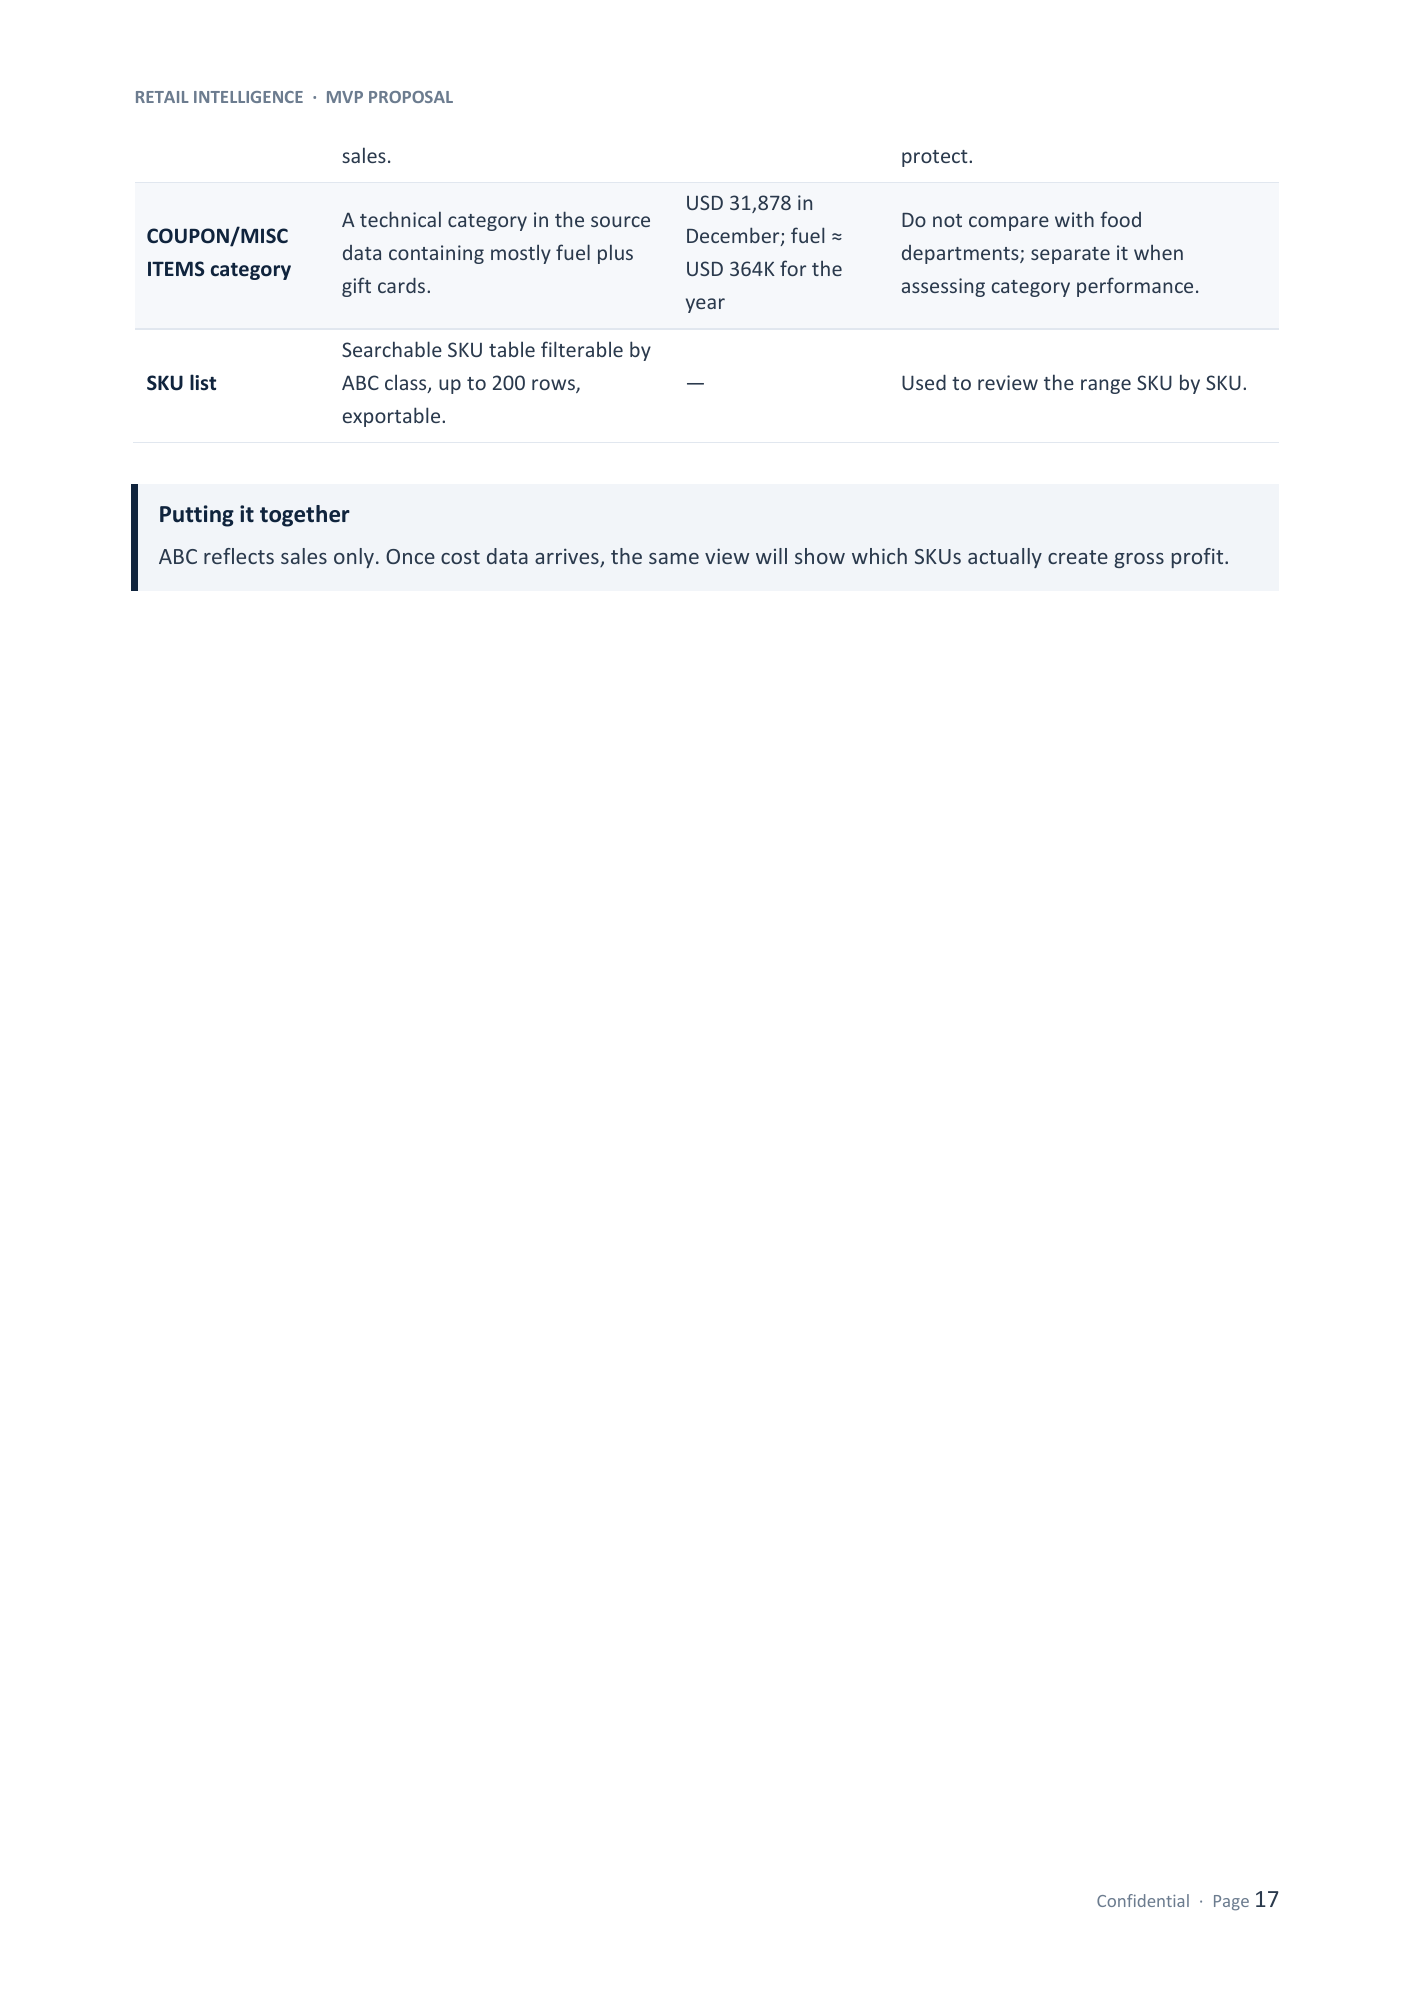 RETAIL INTELLIGENCE · MVP PROPOSAL
sales.
protect.
COUPON/MISC
ITEMS category
A technical category in the source
data containing mostly fuel plus
gift cards.
USD 31,878 in
December; fuel ≈
USD 364K for the
year
Do not compare with food
departments; separate it when
assessing category performance.
SKU list
Searchable SKU table filterable by
ABC class, up to 200 rows,
exportable.
—
Used to review the range SKU by SKU.
Putting it together
ABC reflects sales only. Once cost data arrives, the same view will show which SKUs actually create gross profit.
Confidential · Page 17